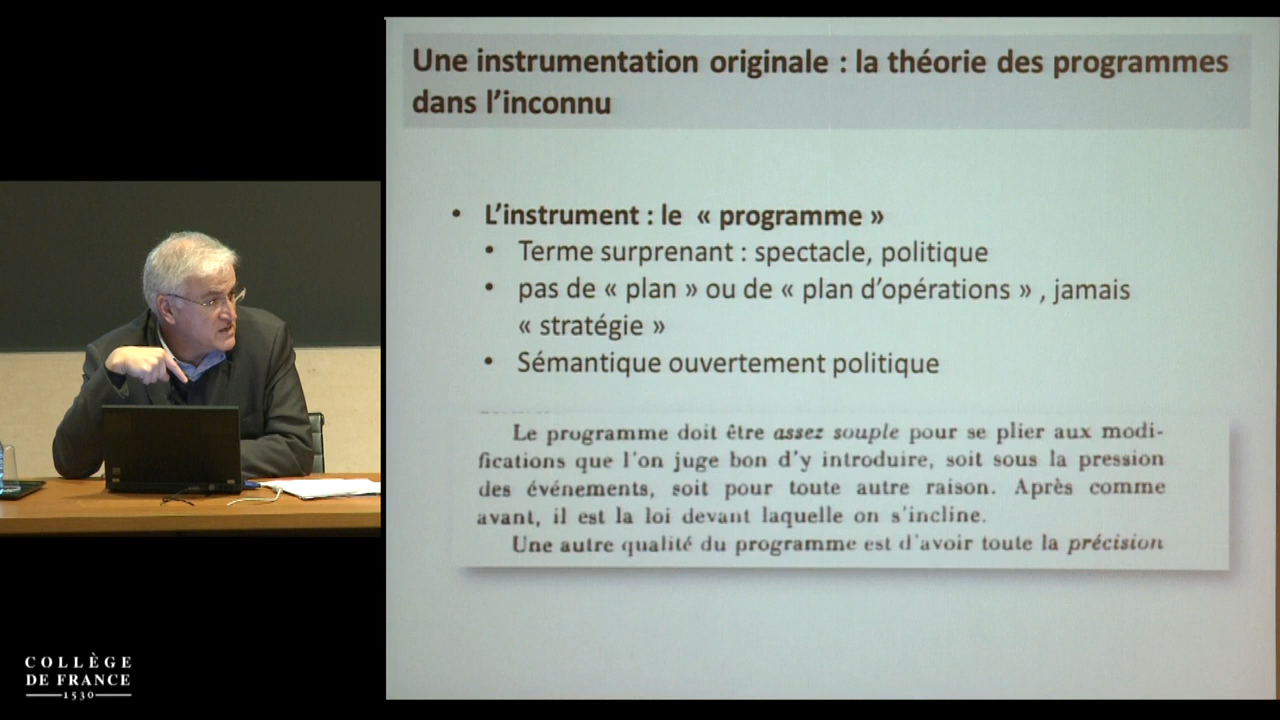 Une instrumentation originale : la théorie des programmes
dans l’inconnu
• L’instrument : le « programme »
• Terme surprenant : spectacle, politique
• pas de « plan » ou de « plan d’opérations » , jamais
« stratégie »
• Sémantique ouvertement politique
Le programme doit être assez souple pour se plier aux modi-
fications que l’on juge bon d’y introduire, soit sous la pression
des événements, soit pour toute autre raison. Après comme
avant, il est la loi devant laquelle on s’incline.
Une autre qualité du programme est d’avoir toute la précision
COLLÈGE
DE FRANCE
1530